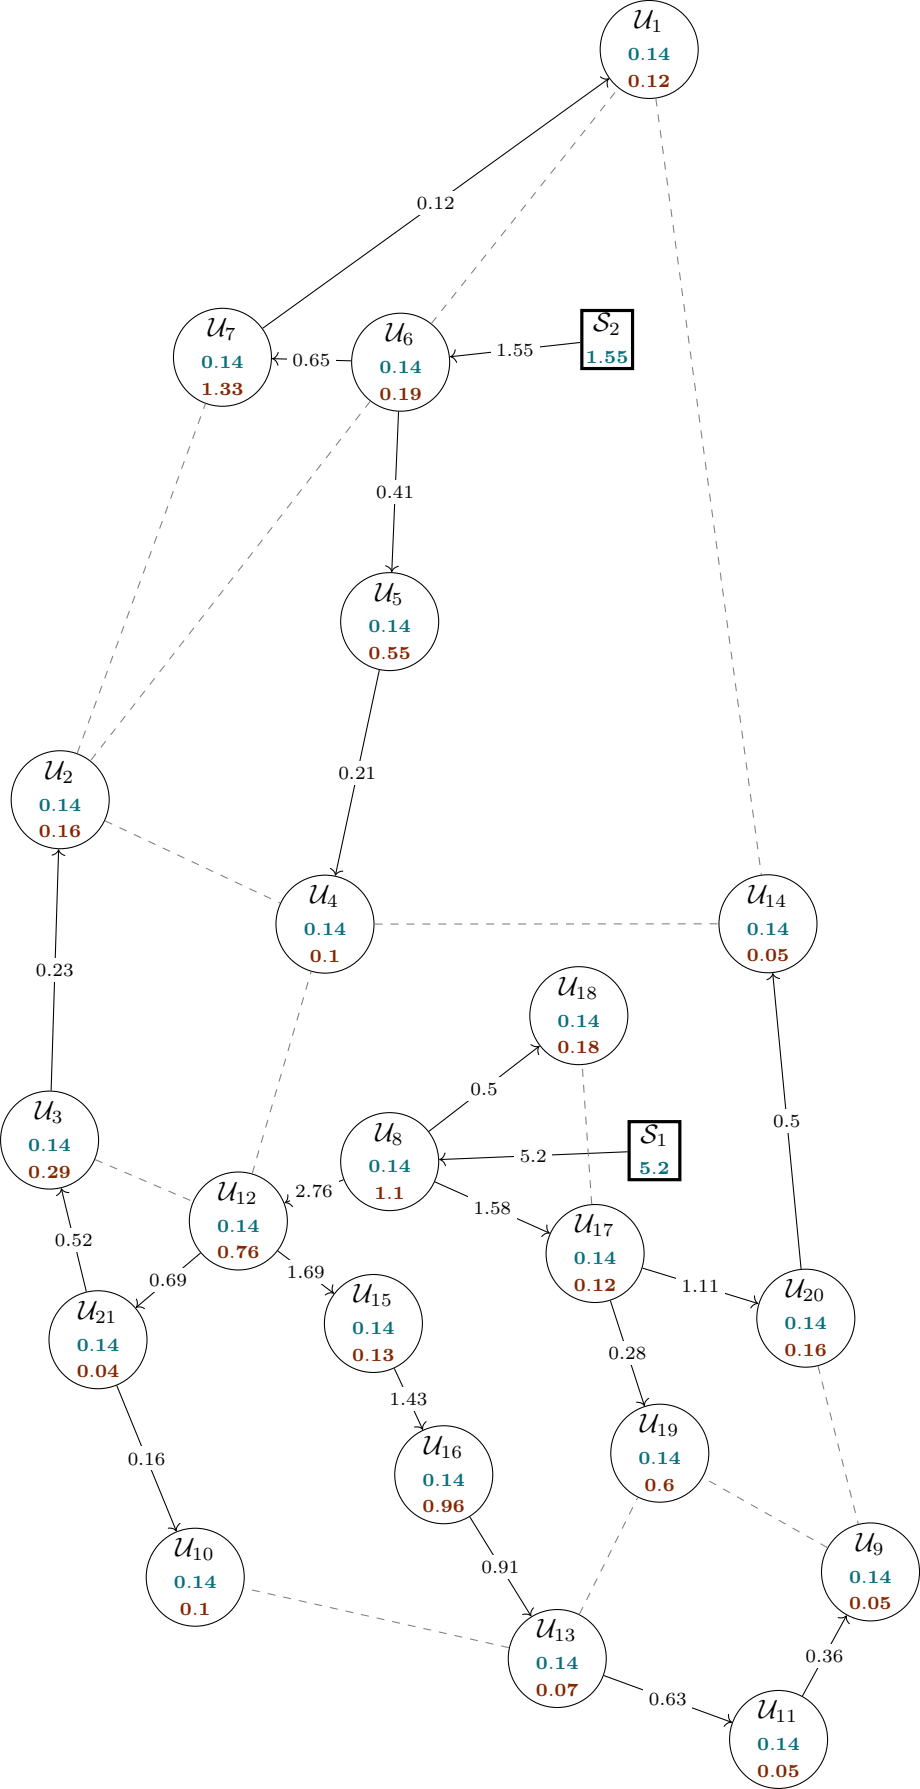 𝒰₁
0.14
0.12
0.12
𝒰₇
0.14
1.33
0.65
𝒰₆
0.14
0.19
1.55
𝒮₂
1.55
0.41
𝒰₅
0.14
0.55
0.21
𝒰₂
0.14
0.16
𝒰₄
0.14
0.1
𝒰₁₄
0.14
0.05
0.23
𝒰₁₈
0.14
0.18
0.5
0.5
𝒰₃
0.14
0.29
𝒰₈
0.14
1.1
5.2
𝒮₁
5.2
2.76
1.58
𝒰₁₂
0.14
0.76
𝒰₁₇
0.14
0.12
0.52
0.69
1.69
1.11
𝒰₂₀
0.14
0.16
𝒰₂₁
0.14
0.04
𝒰₁₅
0.14
0.13
0.28
1.43
𝒰₁₉
0.14
0.6
0.16
𝒰₁₆
0.14
0.96
𝒰₁₀
0.14
0.1
0.91
𝒰₉
0.14
0.05
𝒰₁₃
0.14
0.07
0.36
0.63
𝒰₁₁
0.14
0.05